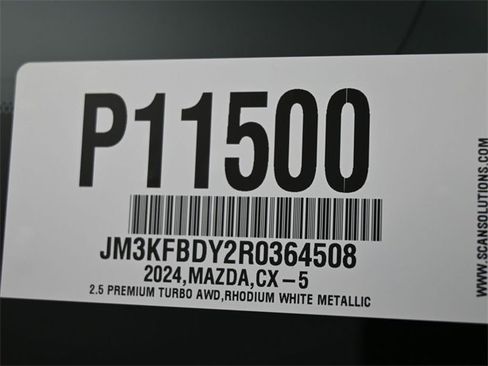 P11500
JM3KFBDY2R0364508
2024,MAZDA,CX-5
2.5 PREMIUM TURBO AWD,RHODIUM WHITE METALLIC
WWW.SCANSOLUTIONS.COM